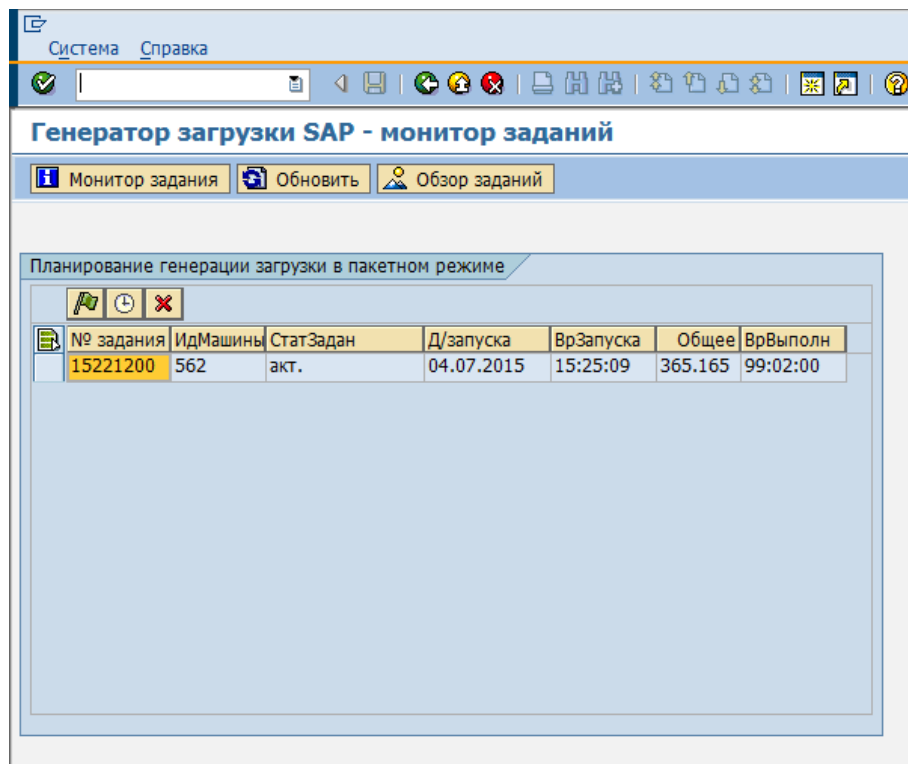 Система Справка
Генератор загрузки SAP - монитор заданий
Монитор задания Обновить Обзор заданий
Планирование генерации загрузки в пакетном режиме
№ задания ИдМашины СтатЗадан Д/запуска ВрЗапуска Общее ВрВыполн
15221200 562 акт. 04.07.2015 15:25:09 365.165 99:02:00